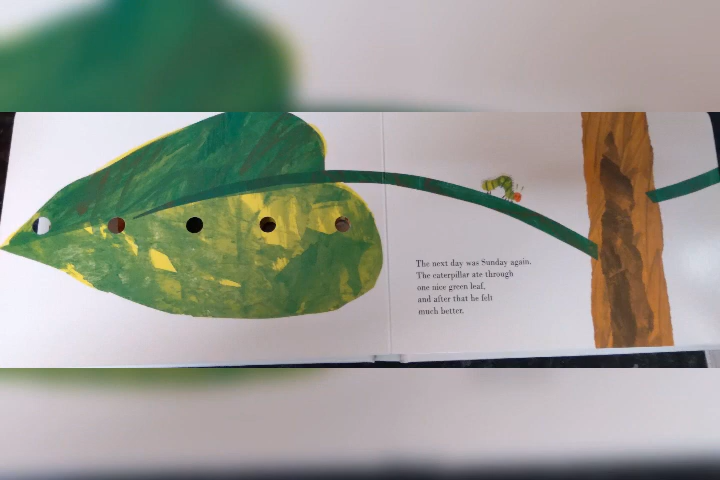 The next day was Sunday again.
The caterpillar ate through
one nice green leaf,
and after that he felt
much better.